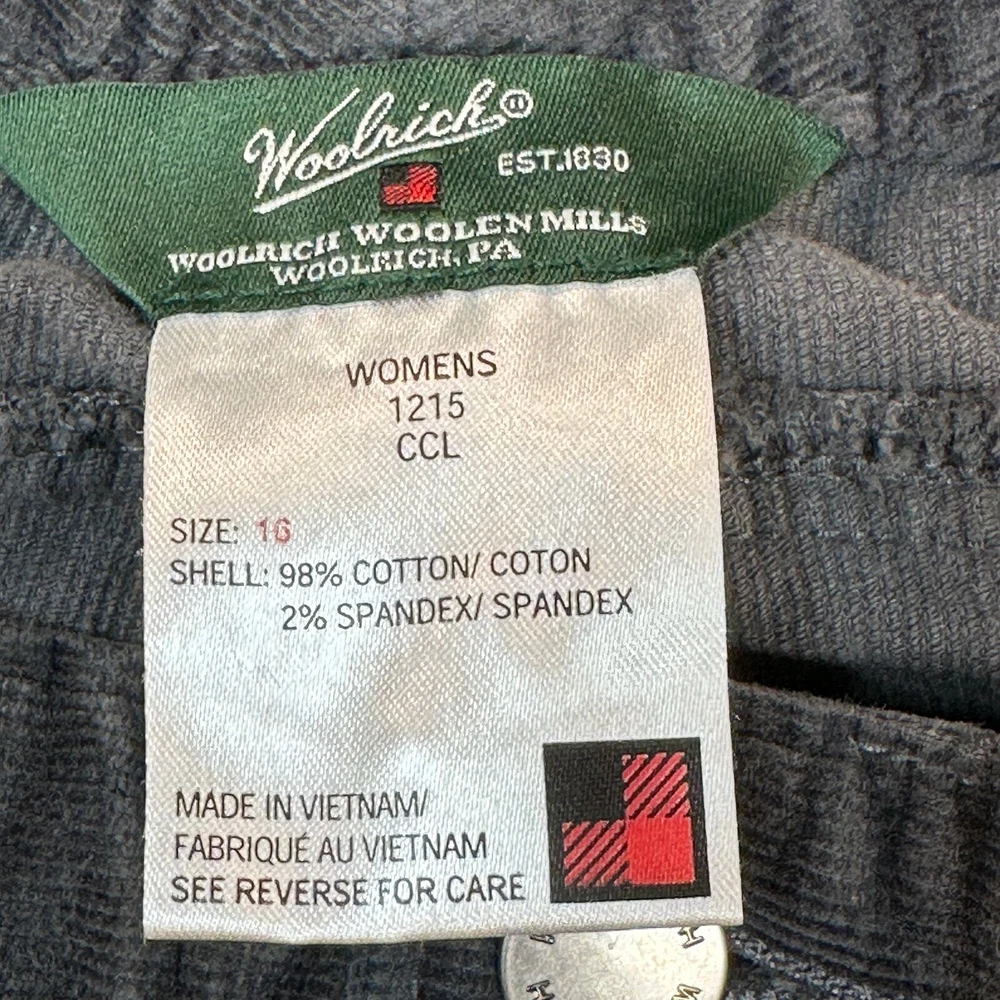 Woolrich®
EST.1830
WOOLRICH WOOLEN MILLS
WOOLRICH, PA
WOMENS
1215
CCL
SIZE: 16
SHELL: 98% COTTON/ COTON
2% SPANDEX/ SPANDEX
MADE IN VIETNAM/
FABRIQUÉ AU VIETNAM
SEE REVERSE FOR CARE